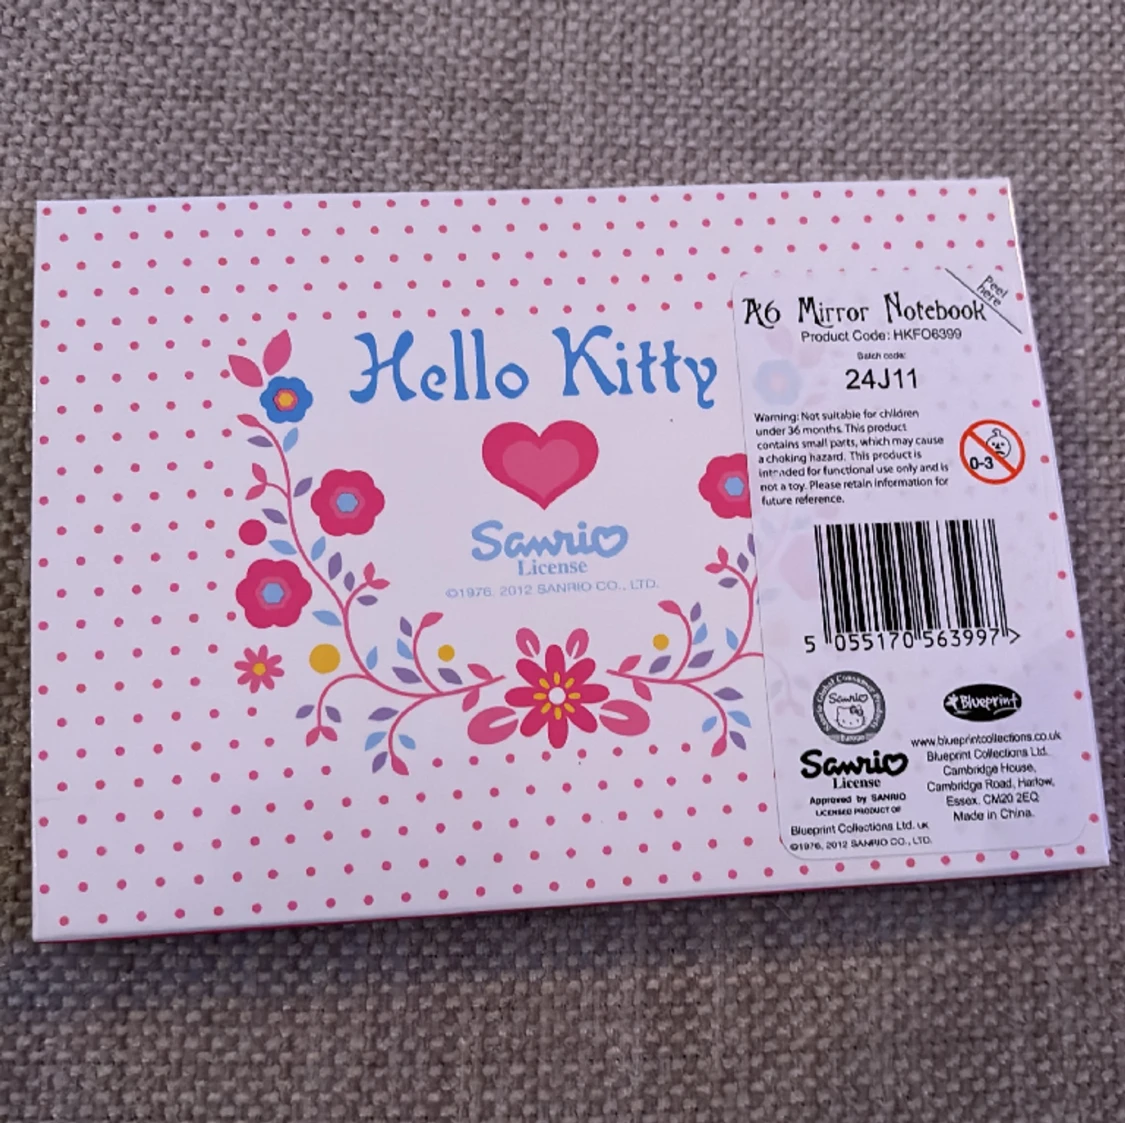 Hello Kitty
Sanrio
License
©1976, 2012 SANRIO CO., LTD.
Peel
here
A6 Mirror Notebook
Product Code: HKFO6399
Batch code:
24J11
Warning: Not suitable for children
under 36 months. This product
contains small parts, which may cause
a choking hazard. This product is
intended for functional use only and is
not a toy. Please retain information for
future reference.
0-3
5 055170 563997 >
Sanrio Global Consumer Products
Sanrio
Europe
Sanrio
License
Approved by SANRIO
LICENSED PRODUCT OF
Blueprint Collections Ltd. UK
©1976, 2012 SANRIO CO., LTD.
Blueprint
www.blueprintcollections.co.uk
Blueprint Collections Ltd.
Cambridge House,
Cambridge Road, Harlow,
Essex. CM20 2EQ
Made in China.